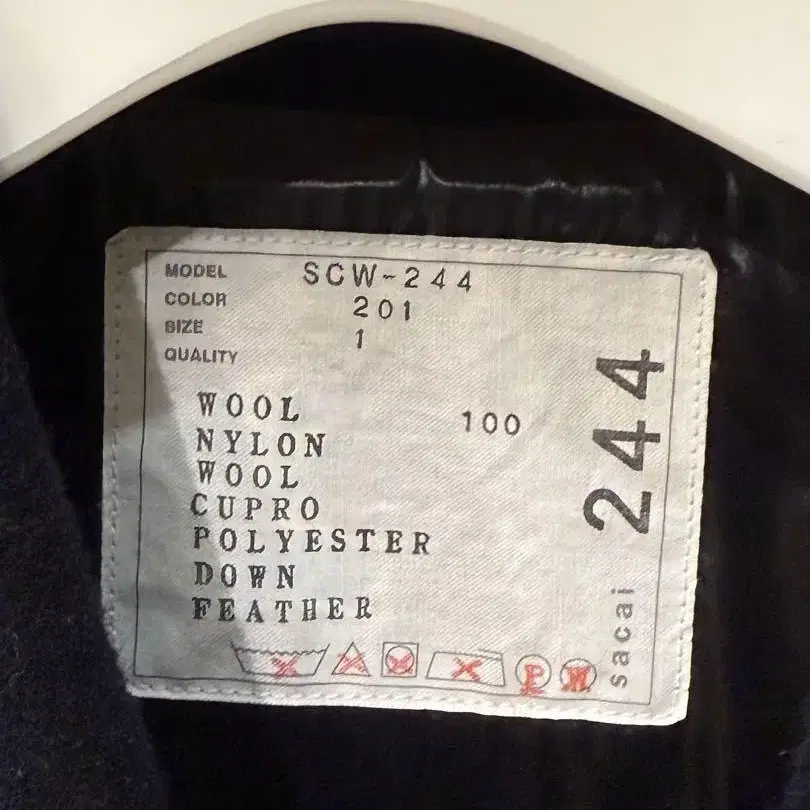 MODEL SCW-244
COLOR 201
SIZE 1
QUALITY
WOOL 100
NYLON
WOOL
CUPRO
POLYESTER
DOWN
FEATHER
P
W
sacai 244